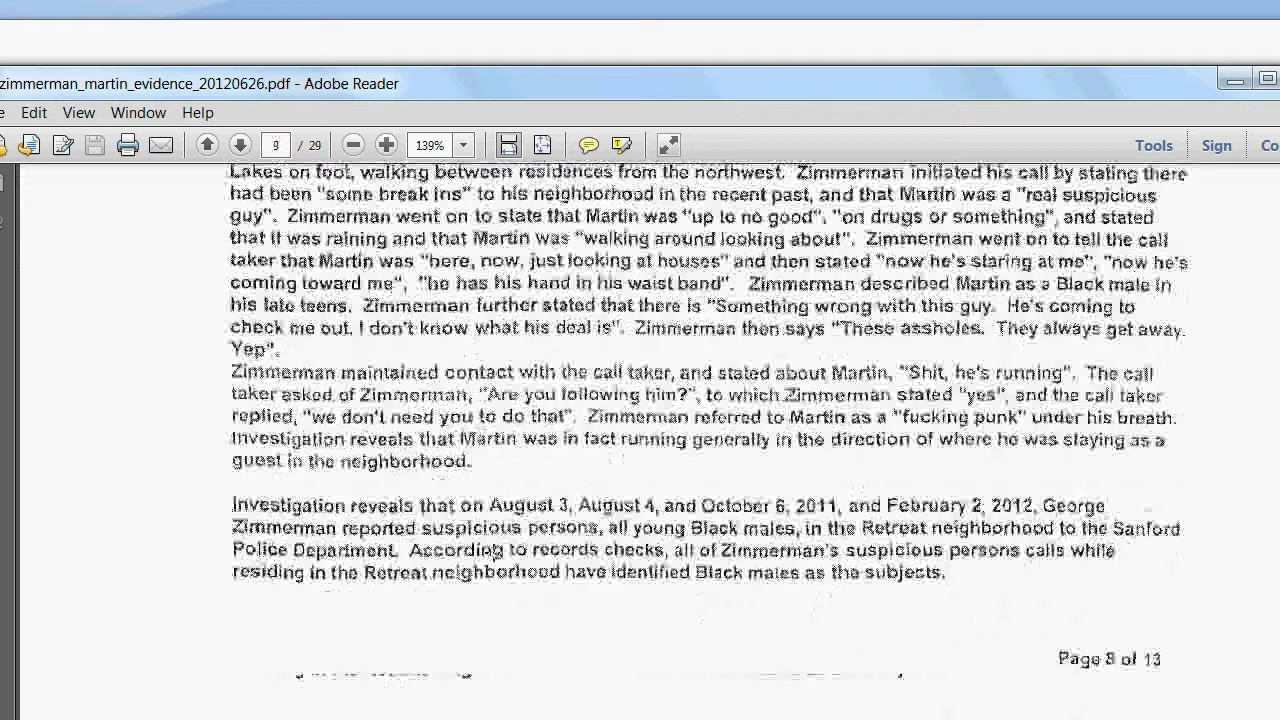 zimmerman_martin_evidence_20120626.pdf - Adobe Reader
Edit View Window Help
9 / 29 139% Tools Sign Co
Lakes on foot, walking between residences from the northwest. Zimmerman initiated his call by stating there
had been "some break ins" to his neighborhood in the recent past, and that Martin was a "real suspicious
guy". Zimmerman went on to state that Martin was "up to no good", "on drugs or something", and stated
that it was raining and that Martin was "walking around looking about". Zimmerman went on to tell the call
taker that Martin was "here, now, just looking at houses" and then stated "now he's staring at me", "now he's
coming toward me", "he has his hand in his waist band". Zimmerman described Martin as a Black male in
his late teens. Zimmerman further stated that there is "Something wrong with this guy. He's coming to
check me out. I don't know what his deal is". Zimmerman then says "These assholes. They always get away.
Yep".
Zimmerman maintained contact with the call taker, and stated about Martin, "Shit, he's running". The call
taker asked of Zimmerman, "Are you following him?", to which Zimmerman stated "yes", and the call taker
replied, "we don't need you to do that". Zimmerman referred to Martin as a "fucking punk" under his breath.
Investigation reveals that Martin was in fact running generally in the direction of where he was staying as a
guest in the neighborhood.
Investigation reveals that on August 3, August 4, and October 6, 2011, and February 2, 2012, George
Zimmerman reported suspicious persons, all young Black males, in the Retreat neighborhood to the Sanford
Police Department. According to records checks, all of Zimmerman's suspicious persons calls while
residing in the Retreat neighborhood have identified Black males as the subjects.
Page 8 of 13